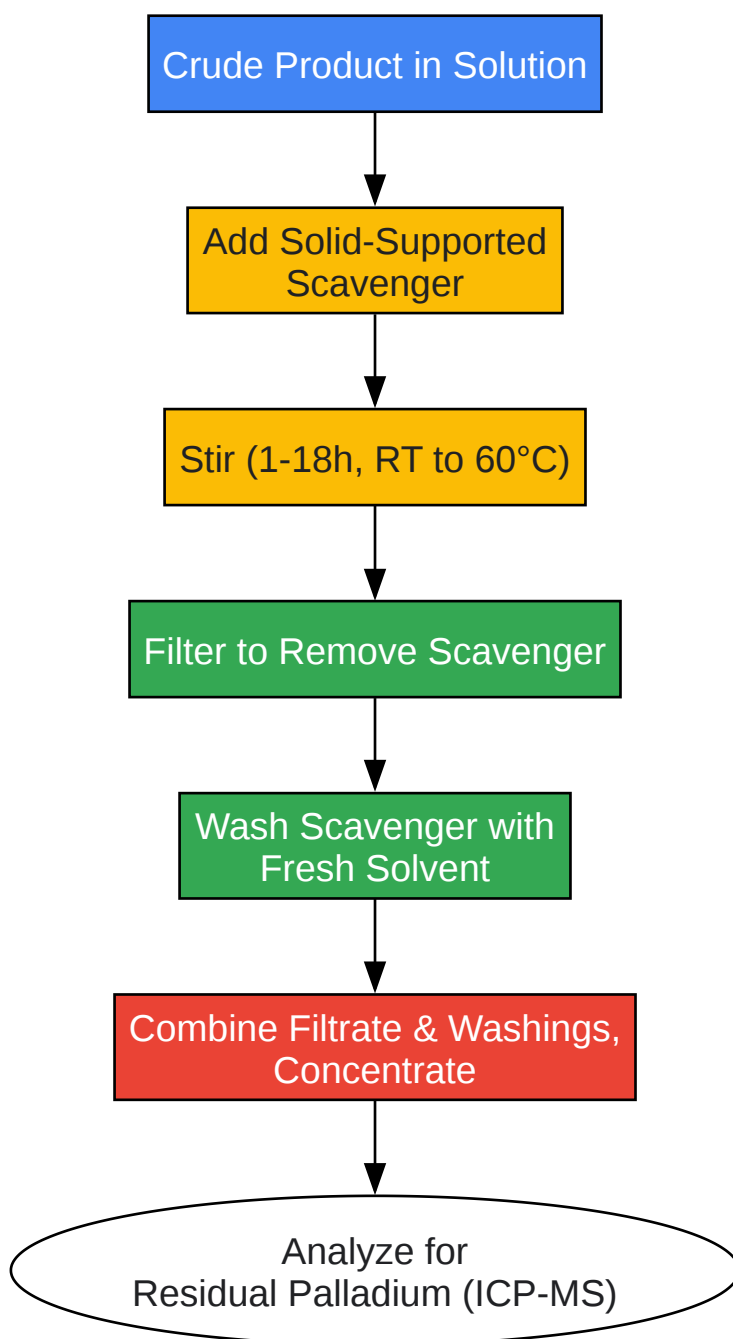 Crude Product in Solution
Add Solid-Supported
Scavenger
Stir (1-18h, RT to 60°C)
Filter to Remove Scavenger
Wash Scavenger with
Fresh Solvent
Combine Filtrate & Washings,
Concentrate
Analyze for
Residual Palladium (ICP-MS)